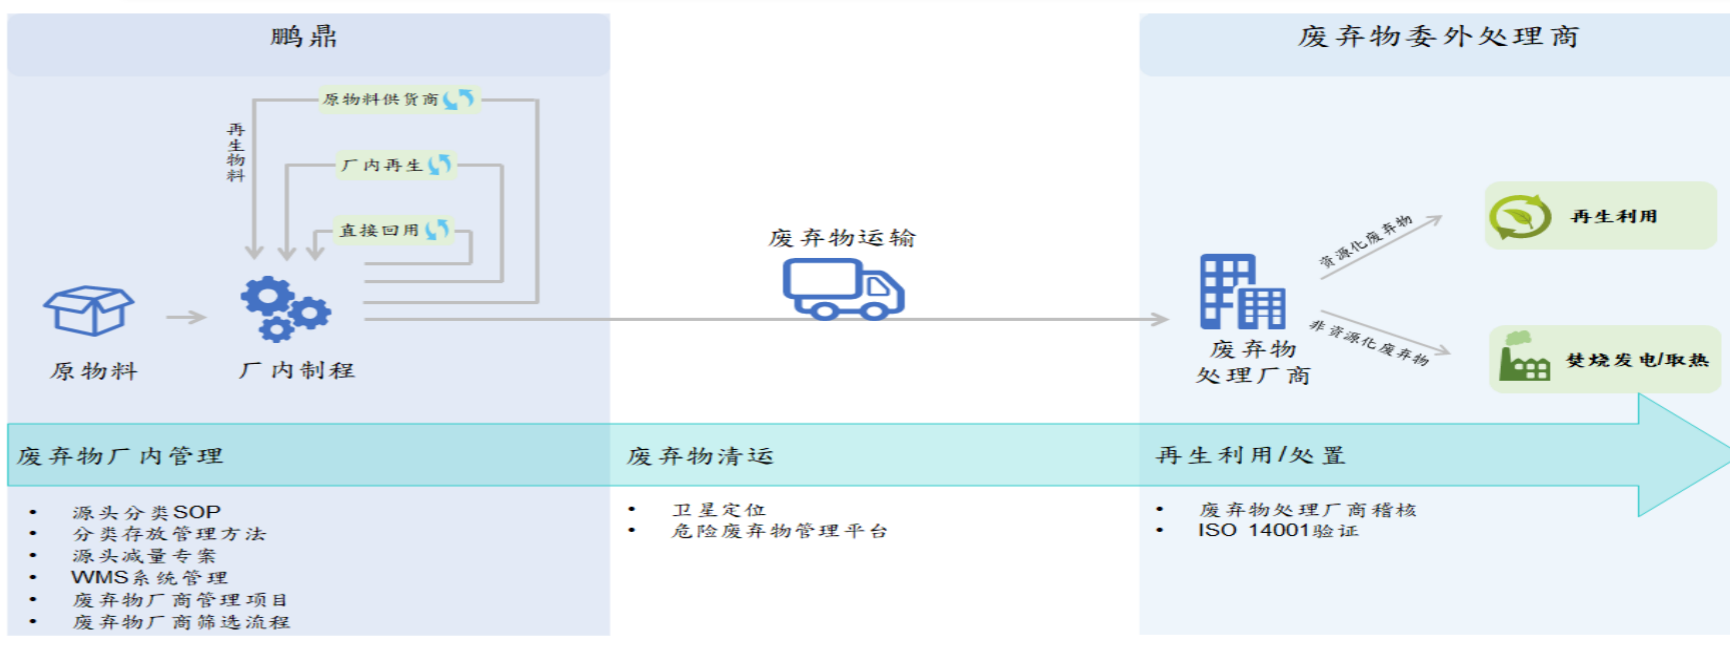 鹏鼎
废弃物委外处理商
原物料供货商
再生物料
厂内再生
直接回用
废弃物运输
资源化废弃物
再生利用
非资源化废弃物
焚烧发电/取热
原物料
厂内制程
废弃物
处理厂商
废弃物厂内管理
废弃物清运
再生利用/处置
• 源头分类SOP
• 分类存放管理方法
• 源头减量专案
• WMS系统管理
• 废弃物厂商管理项目
• 废弃物厂商筛选流程
• 卫星定位
• 危险废弃物管理平台
• 废弃物处理厂商稽核
• ISO 14001验证